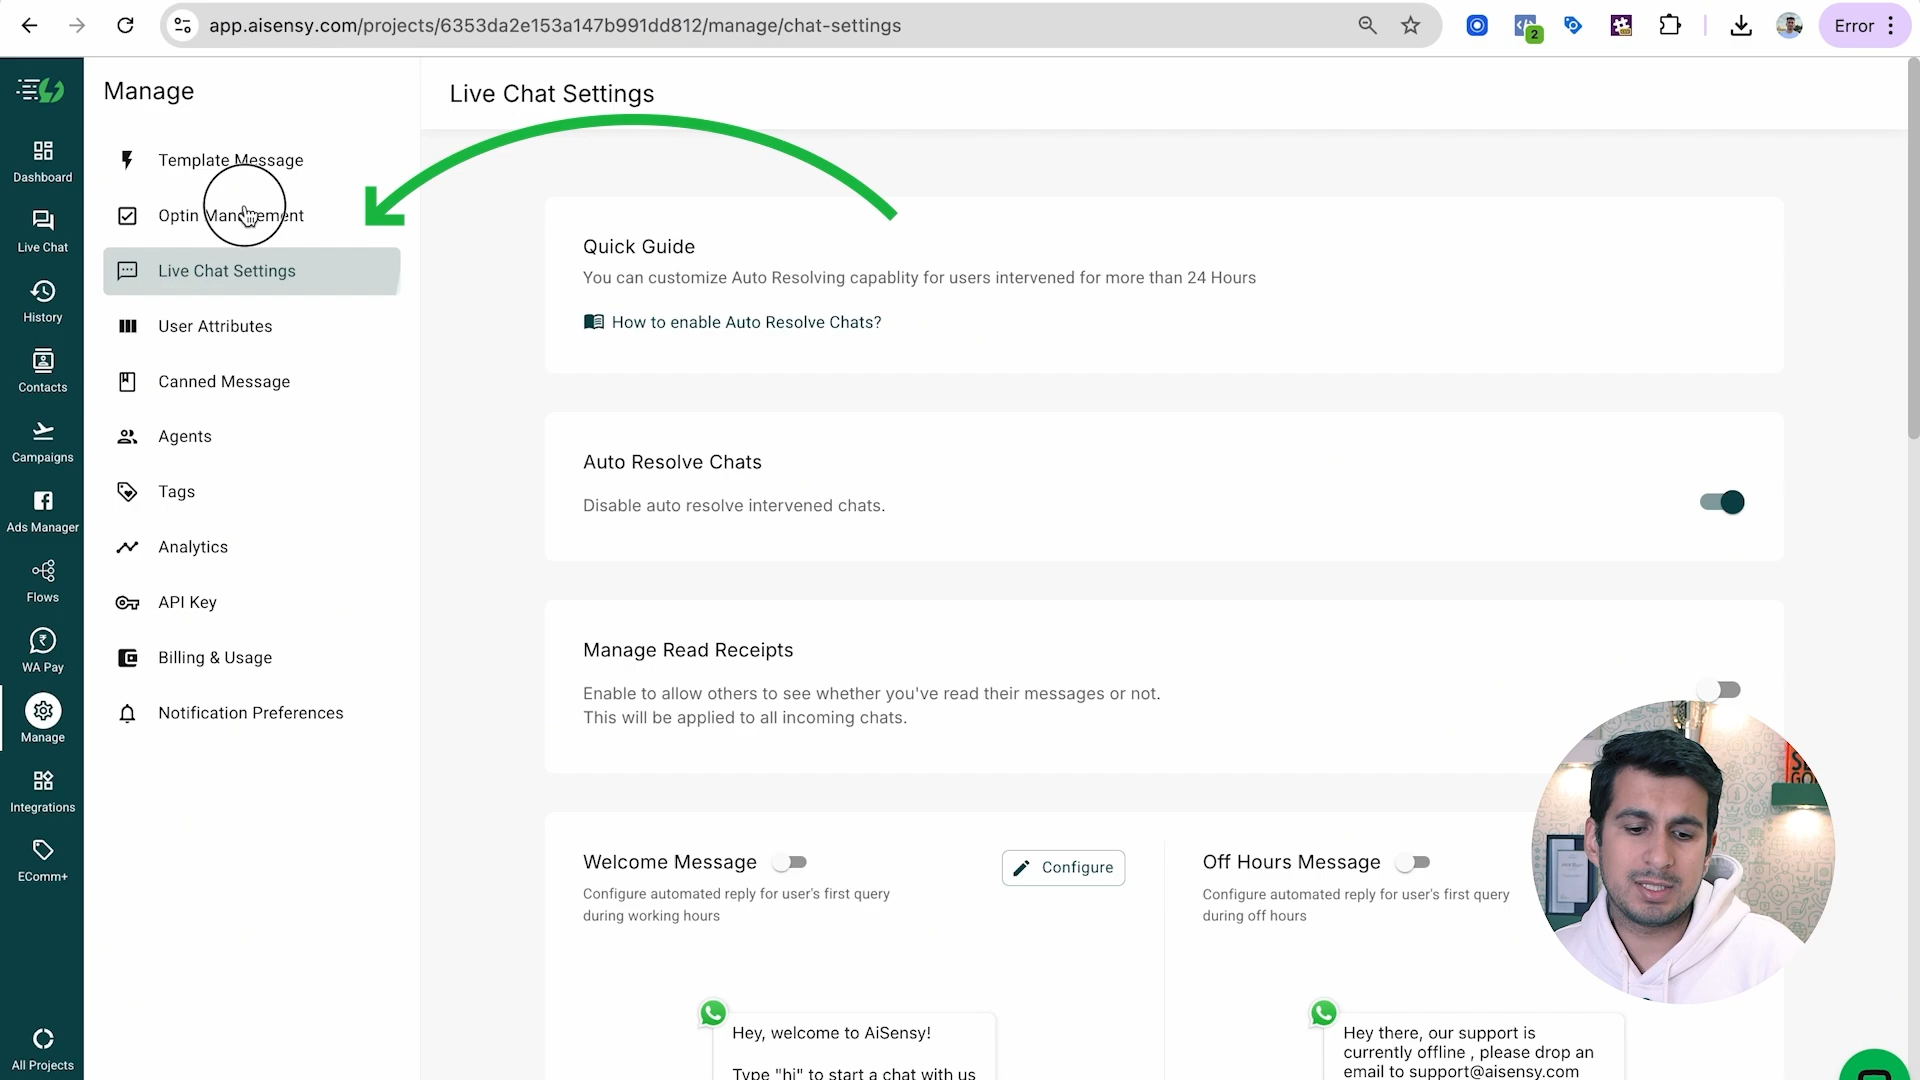 app.aisensy.com/projects/6353da2e153a147b991dd812/manage/chat-settings
2
Error
Manage
Live Chat Settings
Template Message
Optin Management
Live Chat Settings
User Attributes
Canned Message
Agents
Tags
Analytics
API Key
Billing & Usage
Notification Preferences
Dashboard
Live Chat
History
Contacts
Campaigns
Ads Manager
Flows
WA Pay
Manage
Integrations
EComm+
All Projects
Quick Guide
You can customize Auto Resolving capablity for users intervened for more than 24 Hours
How to enable Auto Resolve Chats?
Auto Resolve Chats
Disable auto resolve intervened chats.
Manage Read Receipts
Enable to allow others to see whether you've read their messages or not.
This will be applied to all incoming chats.
Welcome Message
Configure
Configure automated reply for user's first query
during working hours
Hey, welcome to AiSensy!
Type "hi" to start a chat with us
Off Hours Message
Configure automated reply for user's first query
during off hours
Hey there, our support is
currently offline , please drop an
email to support@aisensy.com